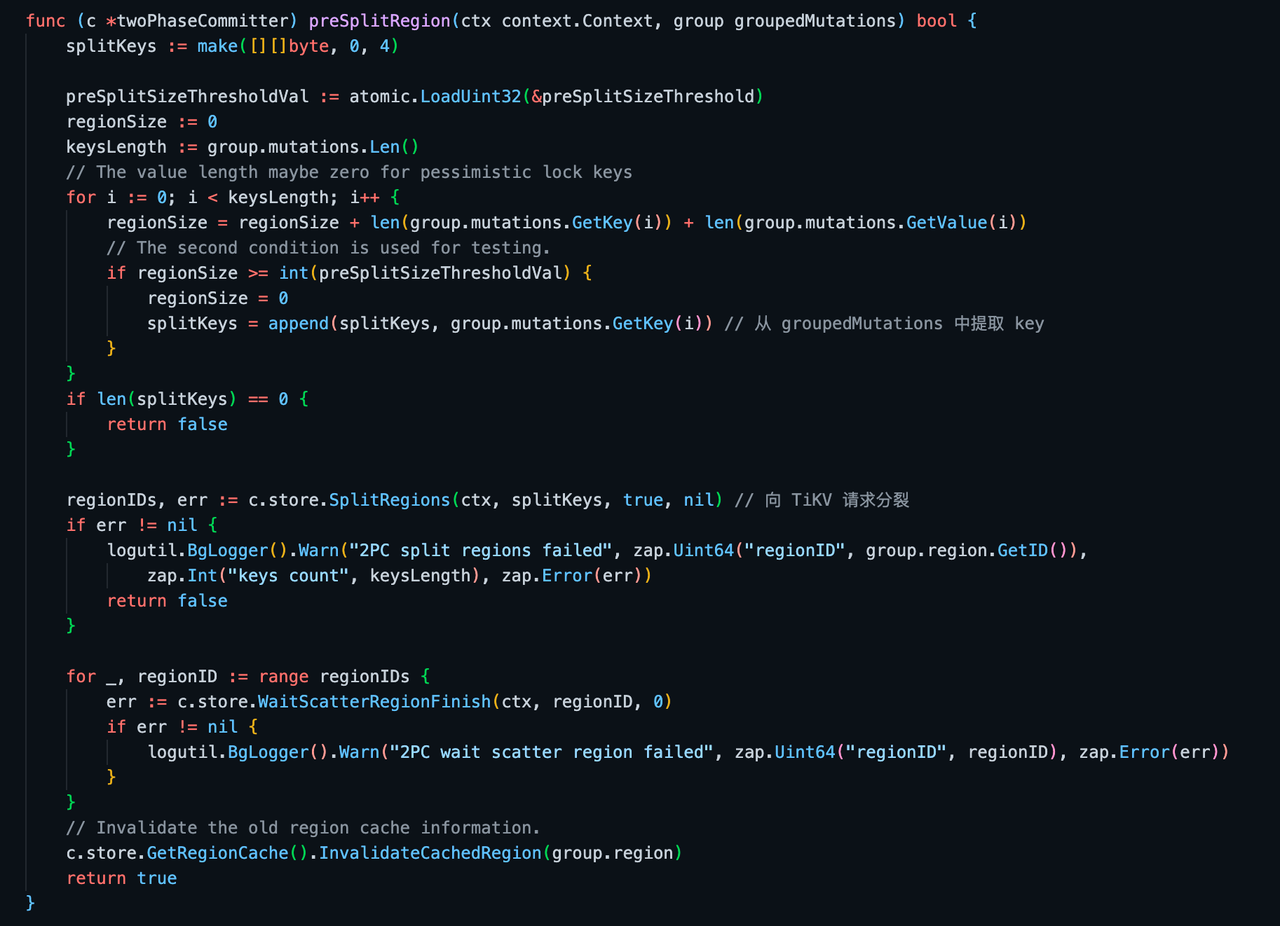 func (c *twoPhaseCommitter) preSplitRegion(ctx context.Context, group groupedMutations) bool {
    splitKeys := make([][]byte, 0, 4)

    preSplitSizeThresholdVal := atomic.LoadUint32(&preSplitSizeThreshold)
    regionSize := 0
    keysLength := group.mutations.Len()
    // The value length maybe zero for pessimistic lock keys
    for i := 0; i < keysLength; i++ {
        regionSize = regionSize + len(group.mutations.GetKey(i)) + len(group.mutations.GetValue(i))
        // The second condition is used for testing.
        if regionSize >= int(preSplitSizeThresholdVal) {
            regionSize = 0
            splitKeys = append(splitKeys, group.mutations.GetKey(i)) // 从 groupedMutations 中提取 key
        }
    }
    if len(splitKeys) == 0 {
        return false
    }

    regionIDs, err := c.store.SplitRegions(ctx, splitKeys, true, nil) // 向 TiKV 请求分裂
    if err != nil {
        logutil.BgLogger().Warn("2PC split regions failed", zap.Uint64("regionID", group.region.GetID()),
            zap.Int("keys count", keysLength), zap.Error(err))
        return false
    }

    for _, regionID := range regionIDs {
        err := c.store.WaitScatterRegionFinish(ctx, regionID, 0)
        if err != nil {
            logutil.BgLogger().Warn("2PC wait scatter region failed", zap.Uint64("regionID", regionID), zap.Error(err))
        }
    }
    // Invalidate the old region cache information.
    c.store.GetRegionCache().InvalidateCachedRegion(group.region)
    return true
}